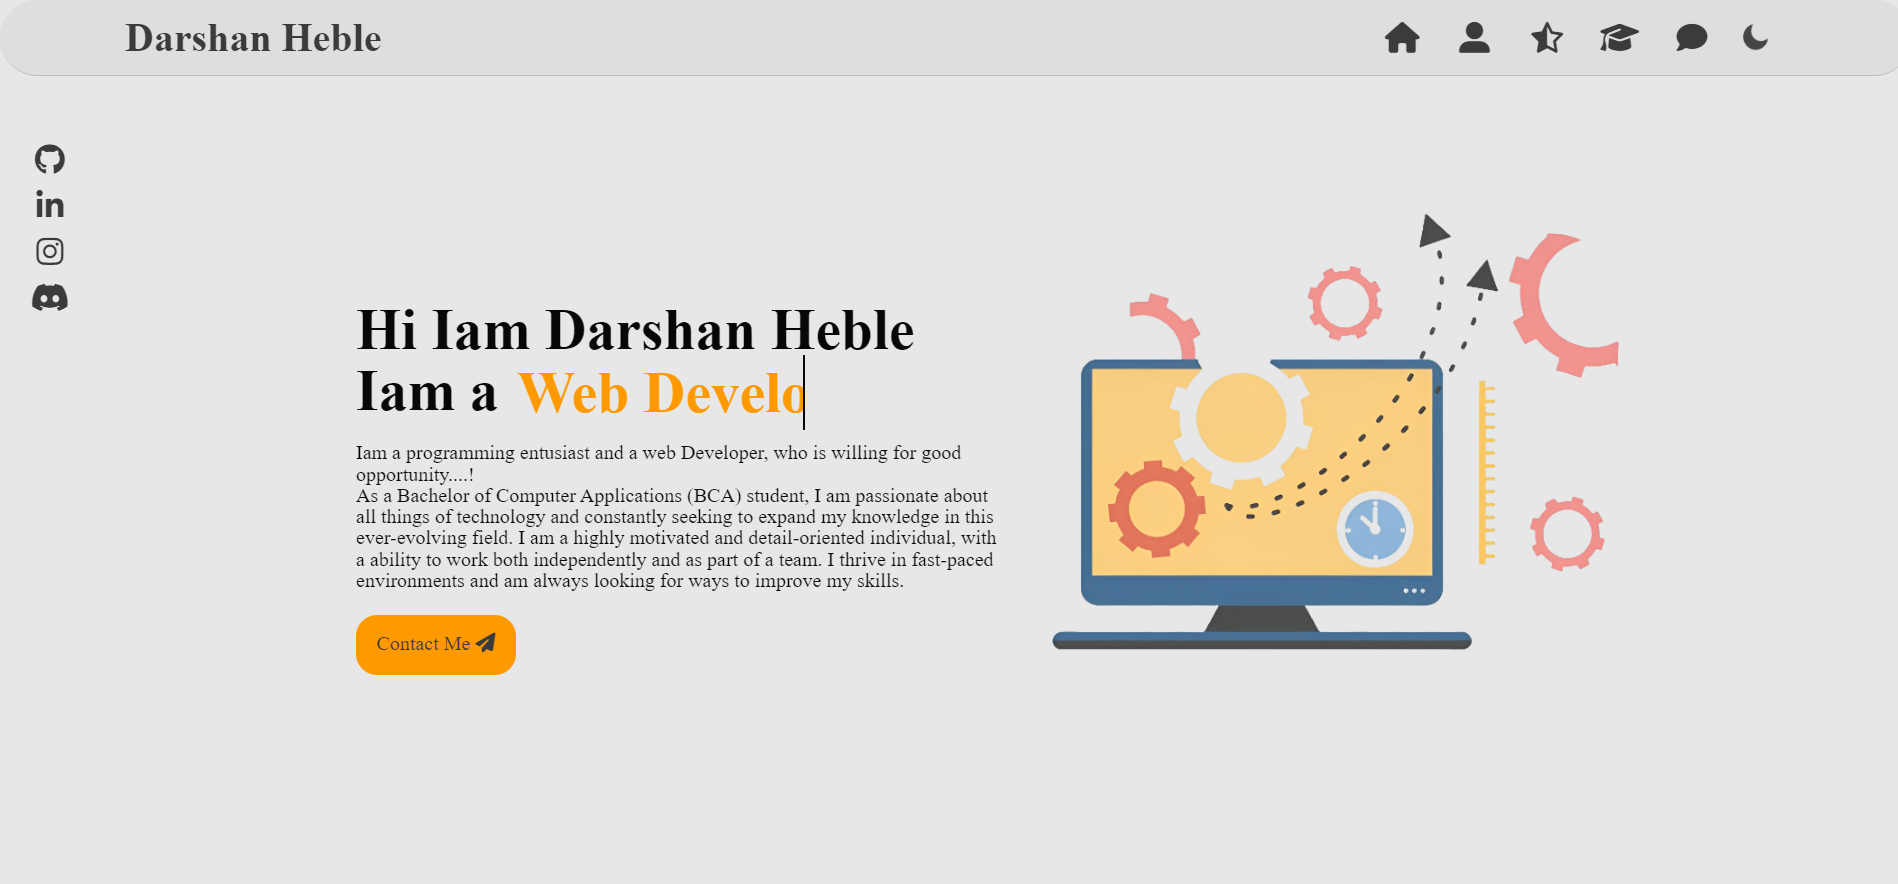 Darshan Heble
Hi Iam Darshan Heble
Iam a Web Develo
Iam a programming entusiast and a web Developer, who is willing for good
opportunity....!
As a Bachelor of Computer Applications (BCA) student, I am passionate about
all things of technology and constantly seeking to expand my knowledge in this
ever-evolving field. I am a highly motivated and detail-oriented individual, with
a ability to work both independently and as part of a team. I thrive in fast-paced
environments and am always looking for ways to improve my skills.
Contact Me